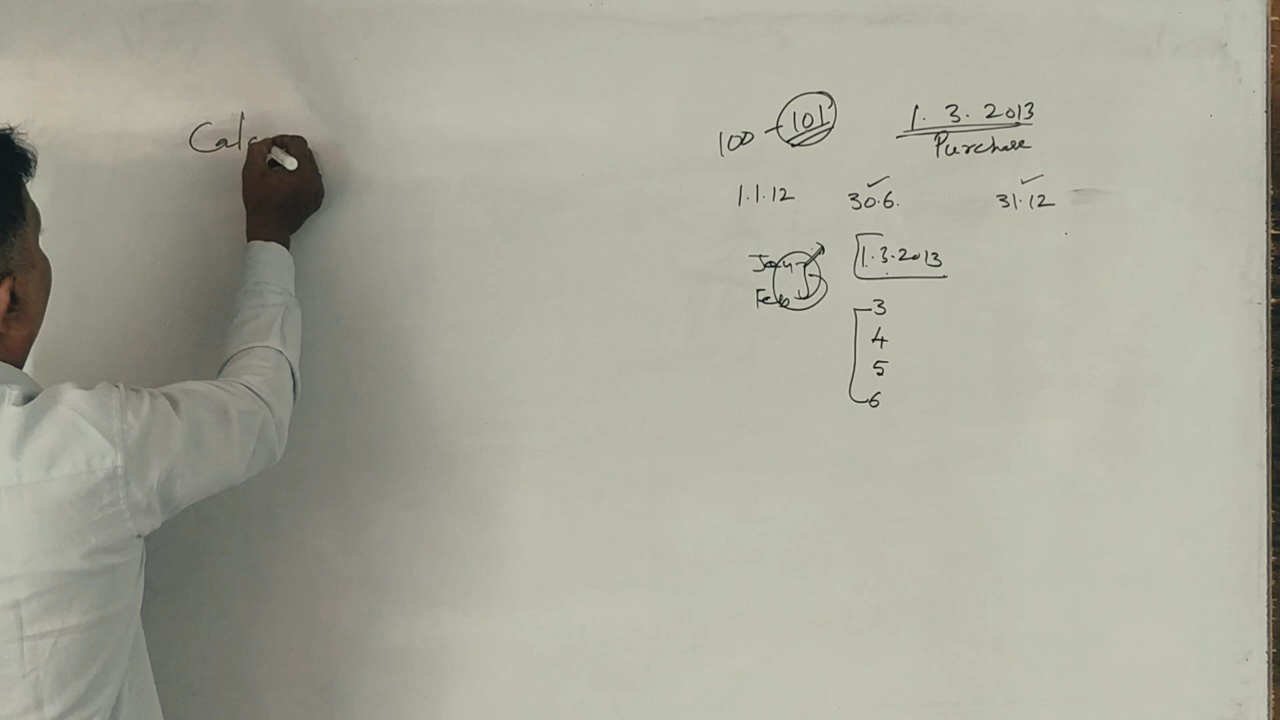 Cal
100 - 101 1. 3. 2013
Purchase
1.1.12 30.6. 31.12
Jan 1.3.2013
Feb 3
4
5
6